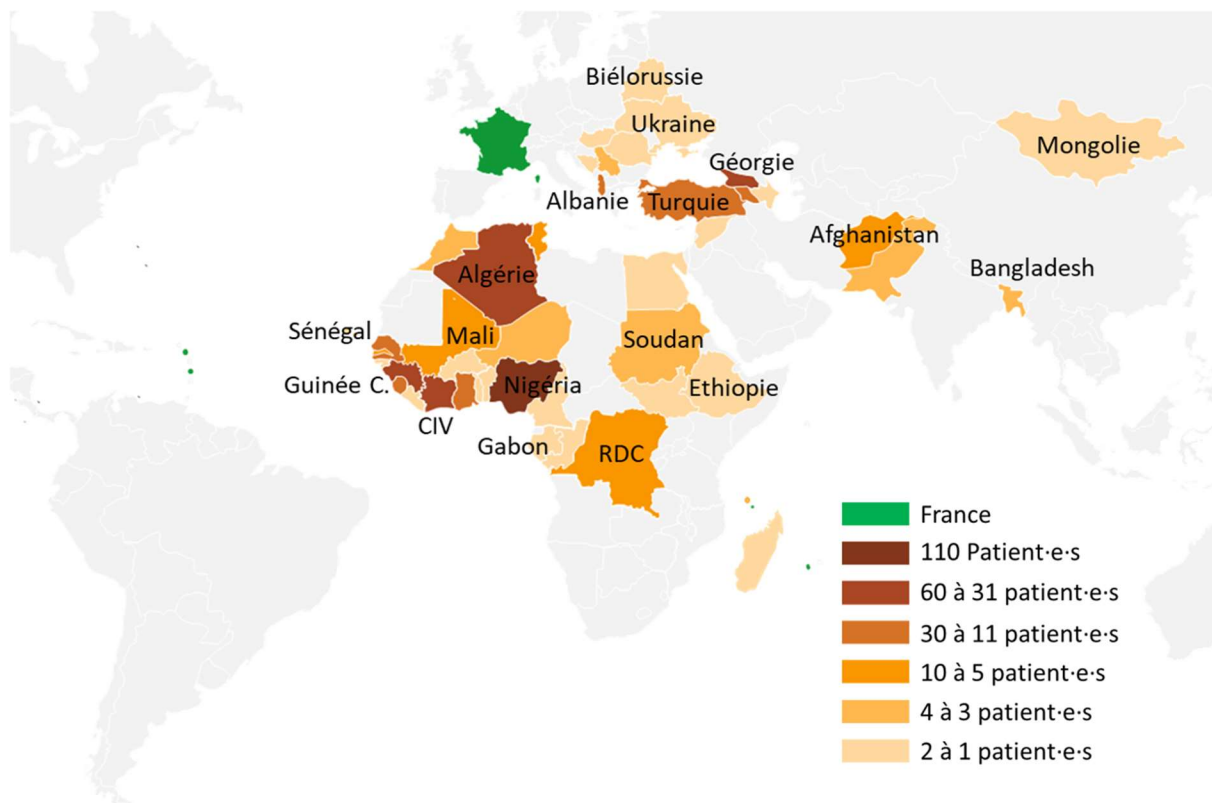 Biélorussie
Ukraine
Mongolie
Géorgie
Albanie
Turquie
Afghanistan
Bangladesh
Algérie
Sénégal
Mali
Soudan
Guinée C.
Nigéria
Ethiopie
CIV
Gabon
RDC
France
110 Patient·e·s
60 à 31 patient·e·s
30 à 11 patient·e·s
10 à 5 patient·e·s
4 à 3 patient·e·s
2 à 1 patient·e·s